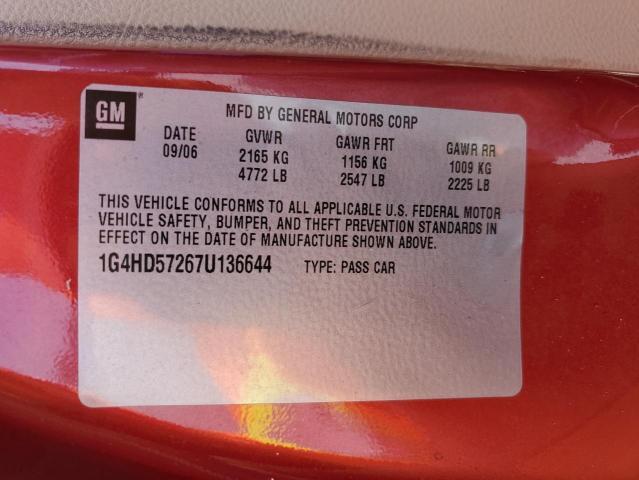 GM®
MFD BY GENERAL MOTORS CORP
DATE GVWR GAWR FRT GAWR RR
09/06 2165 KG 1156 KG 1009 KG
4772 LB 2547 LB 2225 LB
THIS VEHICLE CONFORMS TO ALL APPLICABLE U.S. FEDERAL MOTOR
VEHICLE SAFETY, BUMPER, AND THEFT PREVENTION STANDARDS IN
EFFECT ON THE DATE OF MANUFACTURE SHOWN ABOVE.
1G4HD57267U136644 TYPE: PASS CAR